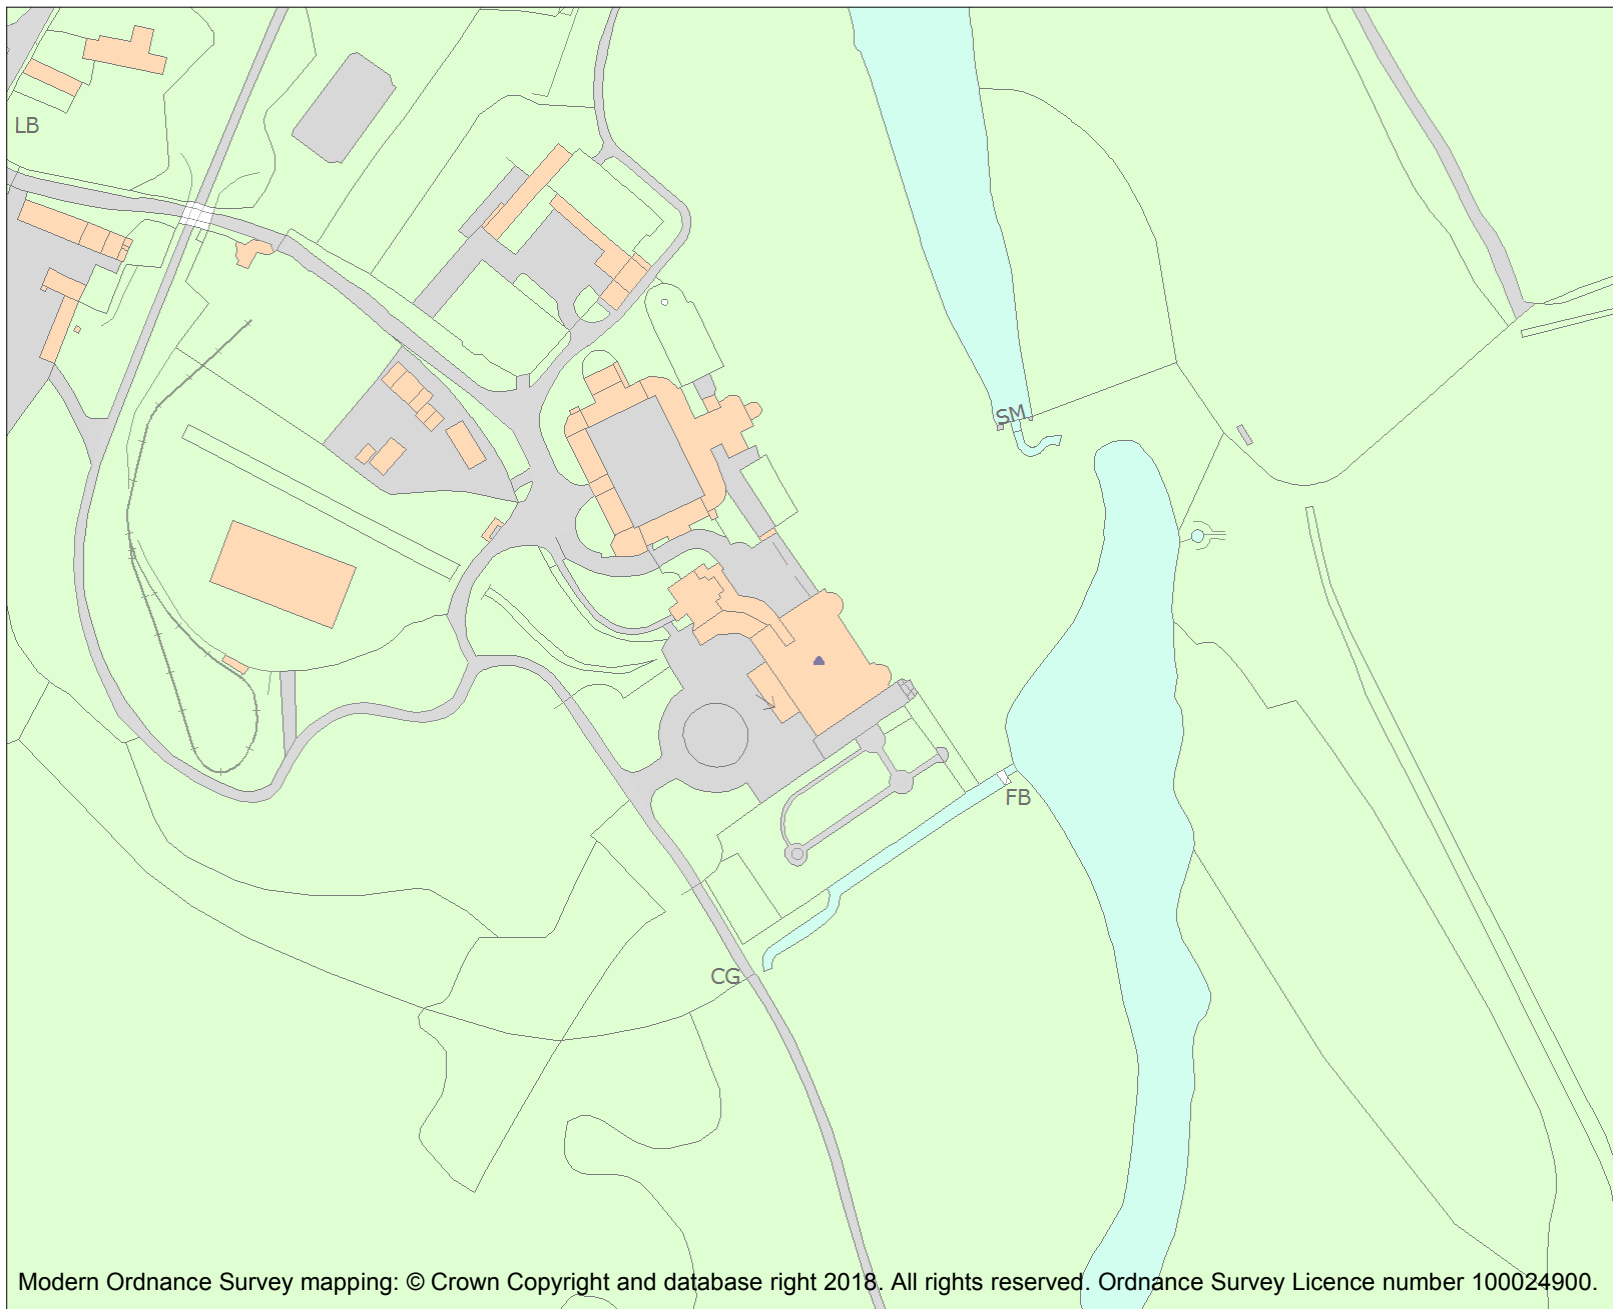 LB
SM
FB
CG
Modern Ordnance Survey mapping: © Crown Copyright and database right 2018. All rights reserved. Ordnance Survey Licence number 100024900.